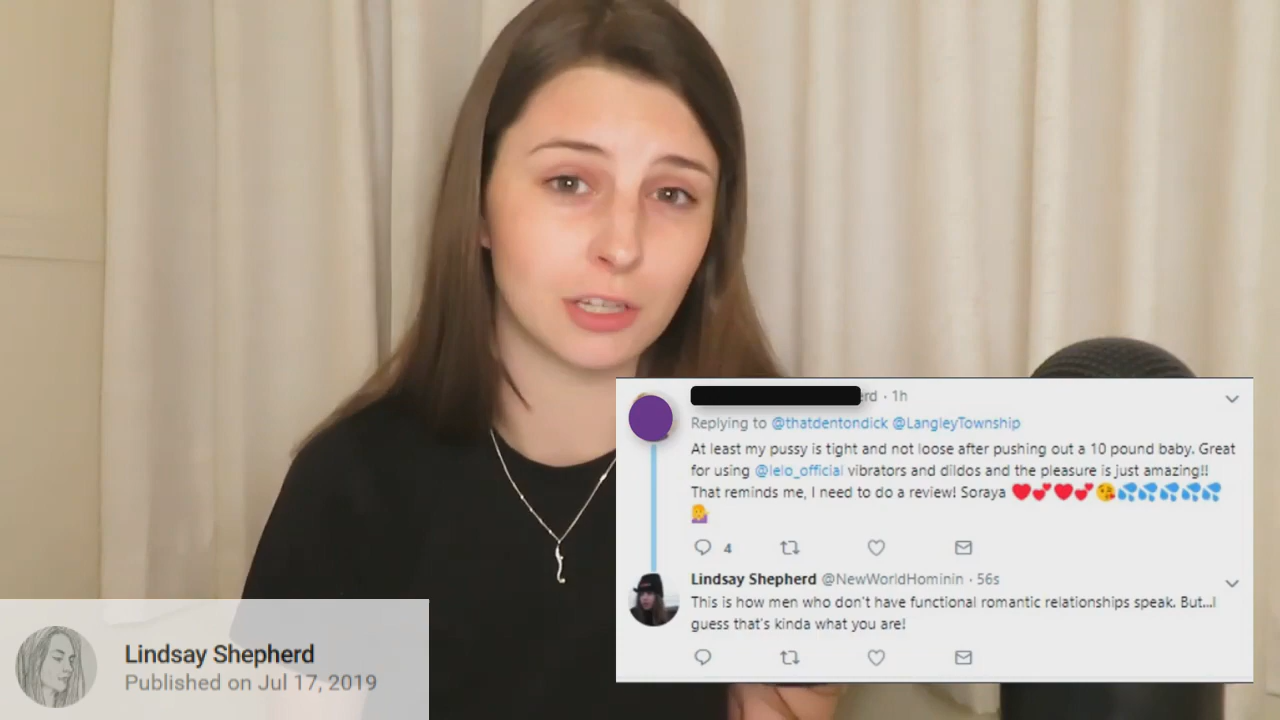 erd · 1h
Replying to @thatdentondick @LangleyTownship
At least my pussy is tight and not loose after pushing out a 10 pound baby. Great
for using @lelo_official vibrators and dildos and the pleasure is just amazing!!
That reminds me, I need to do a review! Soraya ❤️💕❤️💕😘💦💦💦💦💦
💁
4
Lindsay Shepherd @NewWorldHominin · 56s
This is how men who don't have functional romantic relationships speak. But...I
guess that's kinda what you are!
Lindsay Shepherd
Published on Jul 17, 2019